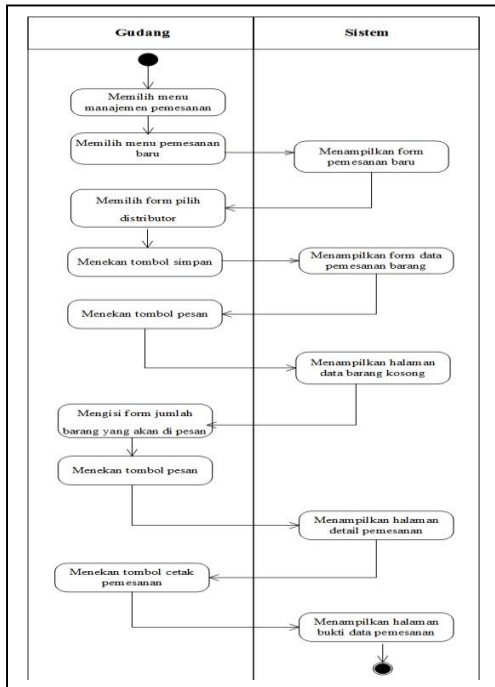 Gudang
Sistem
Memilih menu
manajemen pemesanan
Memilih menu pemesanan
baru
Menampilkan form
pemesanan baru
Memilih form pilih
distributor
Menekan tombol simpan
Menampilkan form data
pemesanan barang
Menekan tombol pesan
Menampilkan halaman
data barang kosong
Mengisi form jumlah
barang yang akan di pesan
Menekan tombol pesan
Menampilkan halaman
detail pemesanan
Menekan tombol cetak
pemesanan
Menampilkan halaman
bukti data pemesanan